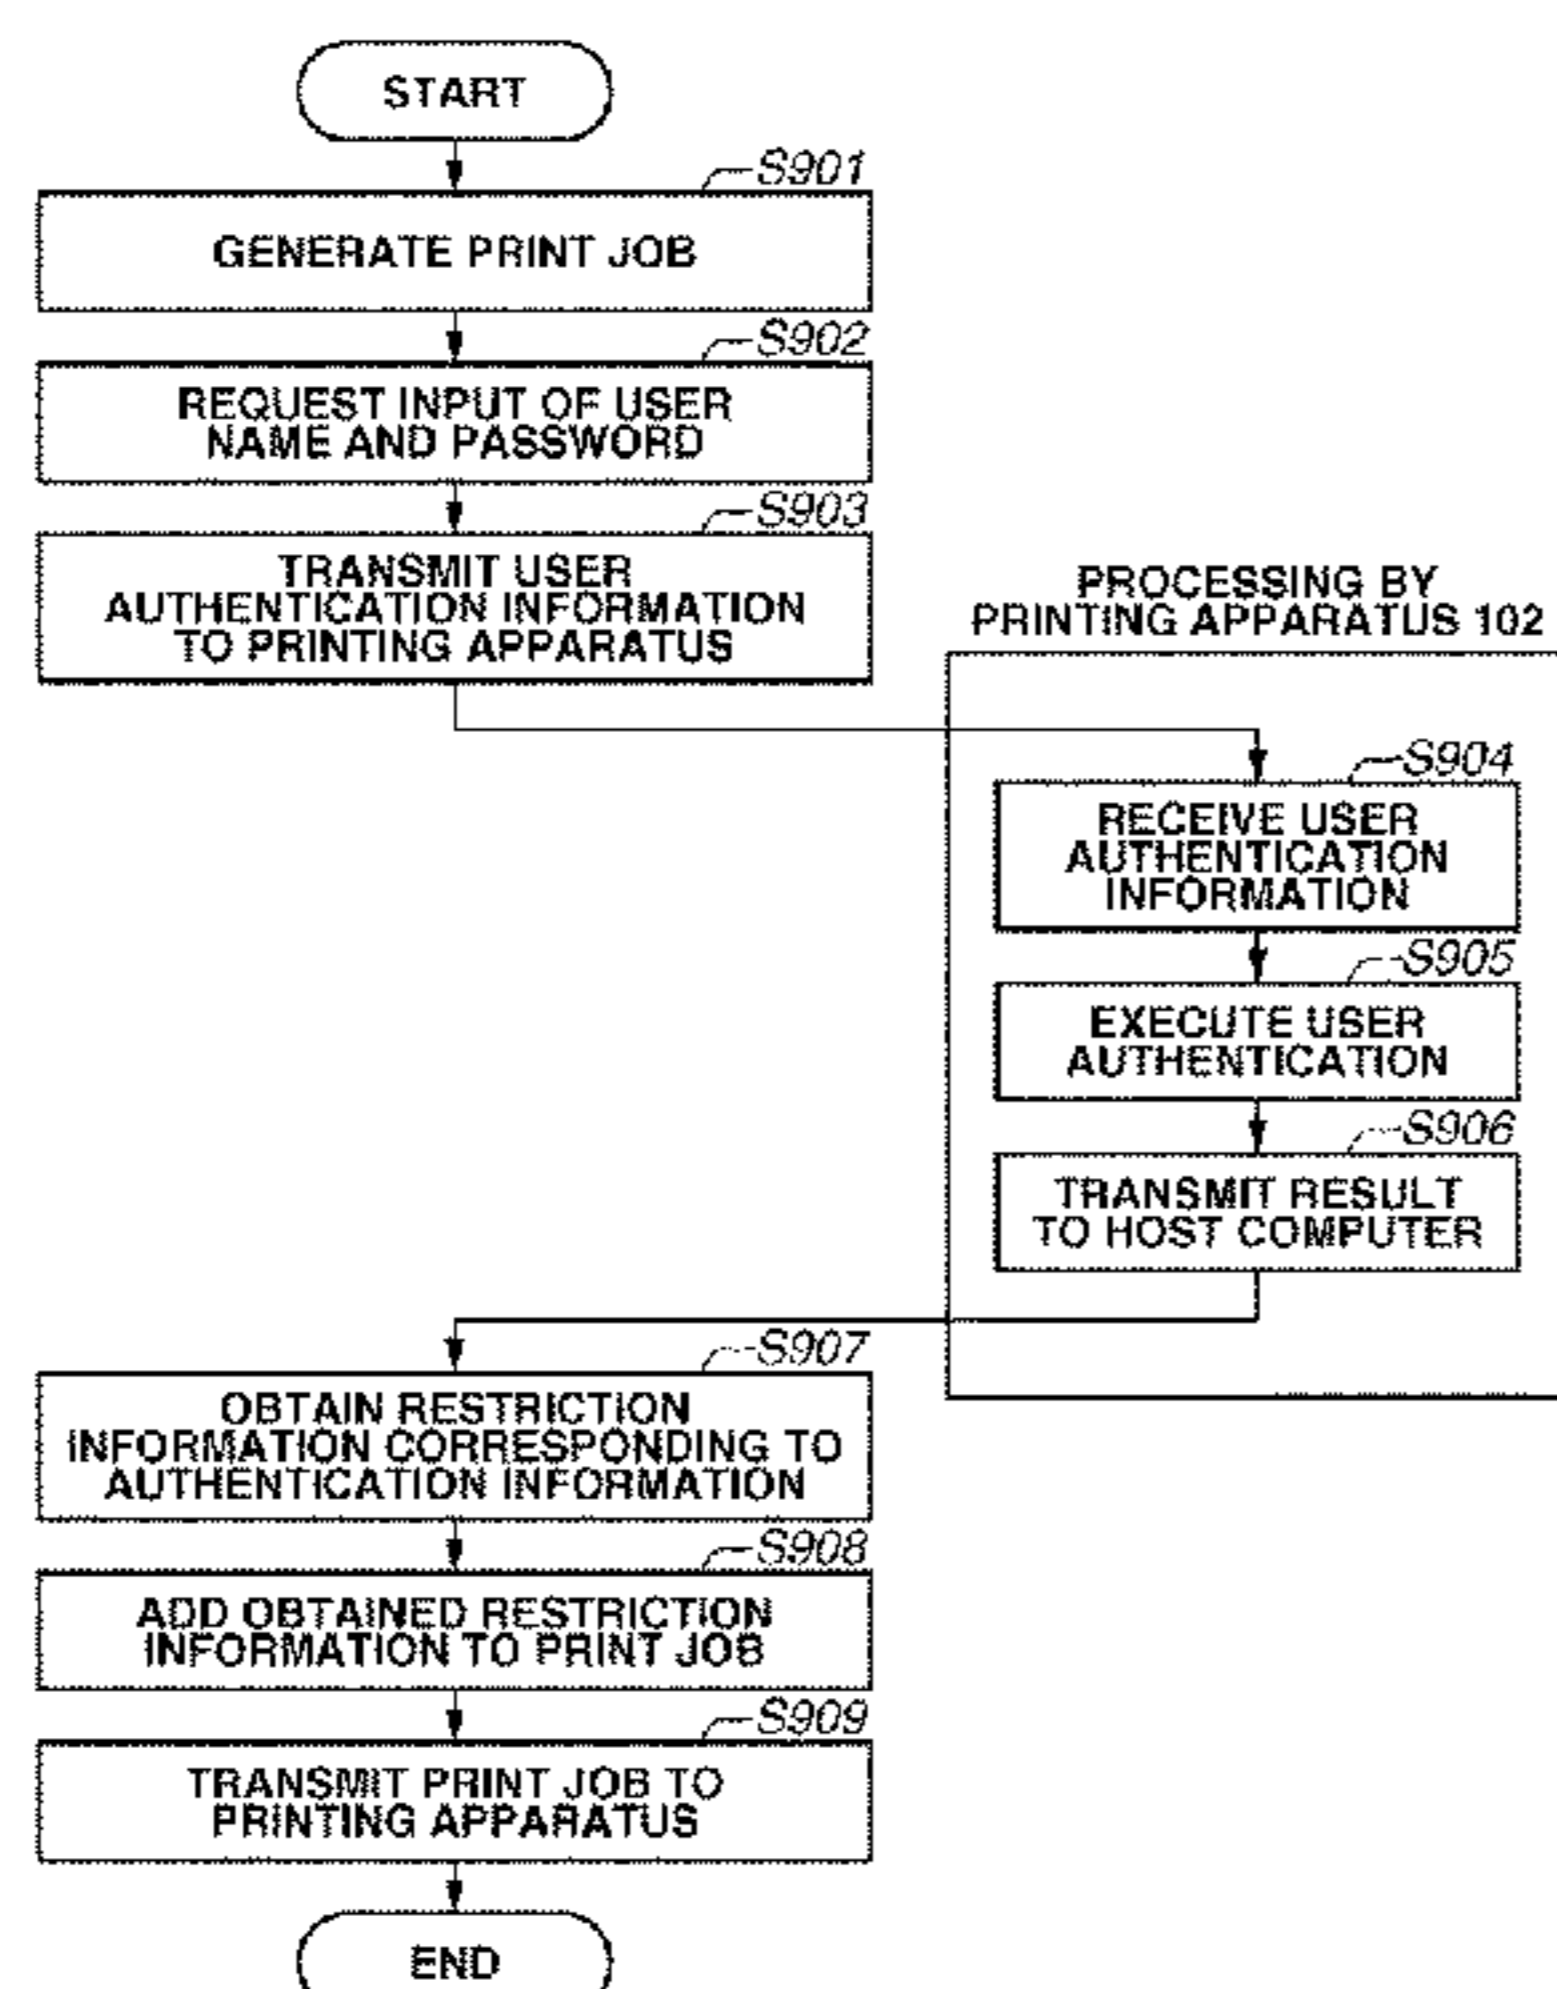 START
S901
GENERATE PRINT JOB
S902
REQUEST INPUT OF USER
NAME AND PASSWORD
S903
TRANSMIT USER
AUTHENTICATION INFORMATION
TO PRINTING APPARATUS
PROCESSING BY
PRINTING APPARATUS 102
S904
RECEIVE USER
AUTHENTICATION
INFORMATION
S905
EXECUTE USER
AUTHENTICATION
S906
TRANSMIT RESULT
TO HOST COMPUTER
S907
OBTAIN RESTRICTION
INFORMATION CORRESPONDING TO
AUTHENTICATION INFORMATION
S908
ADD OBTAINED RESTRICTION
INFORMATION TO PRINT JOB
S909
TRANSMIT PRINT JOB TO
PRINTING APPARATUS
END